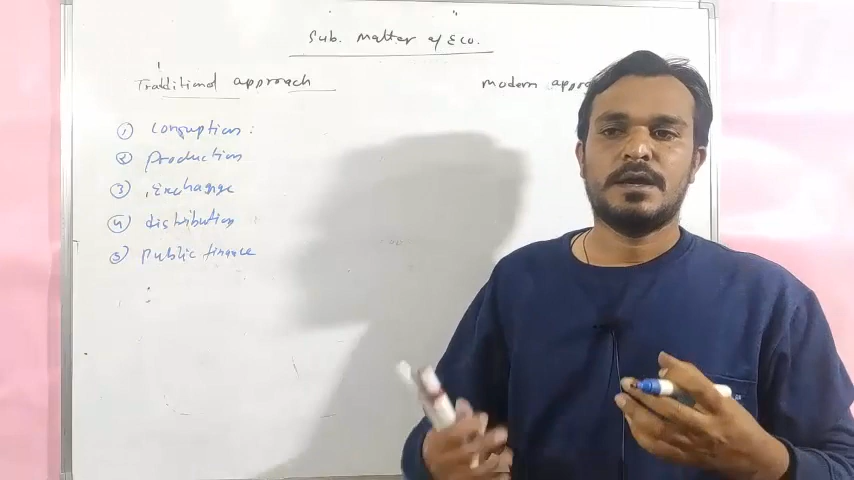 Sub. Matter of Eco.
Traditional approach
modern appro
① Consuption :
② production
③ Exchange
④ distribution
⑤ public finance